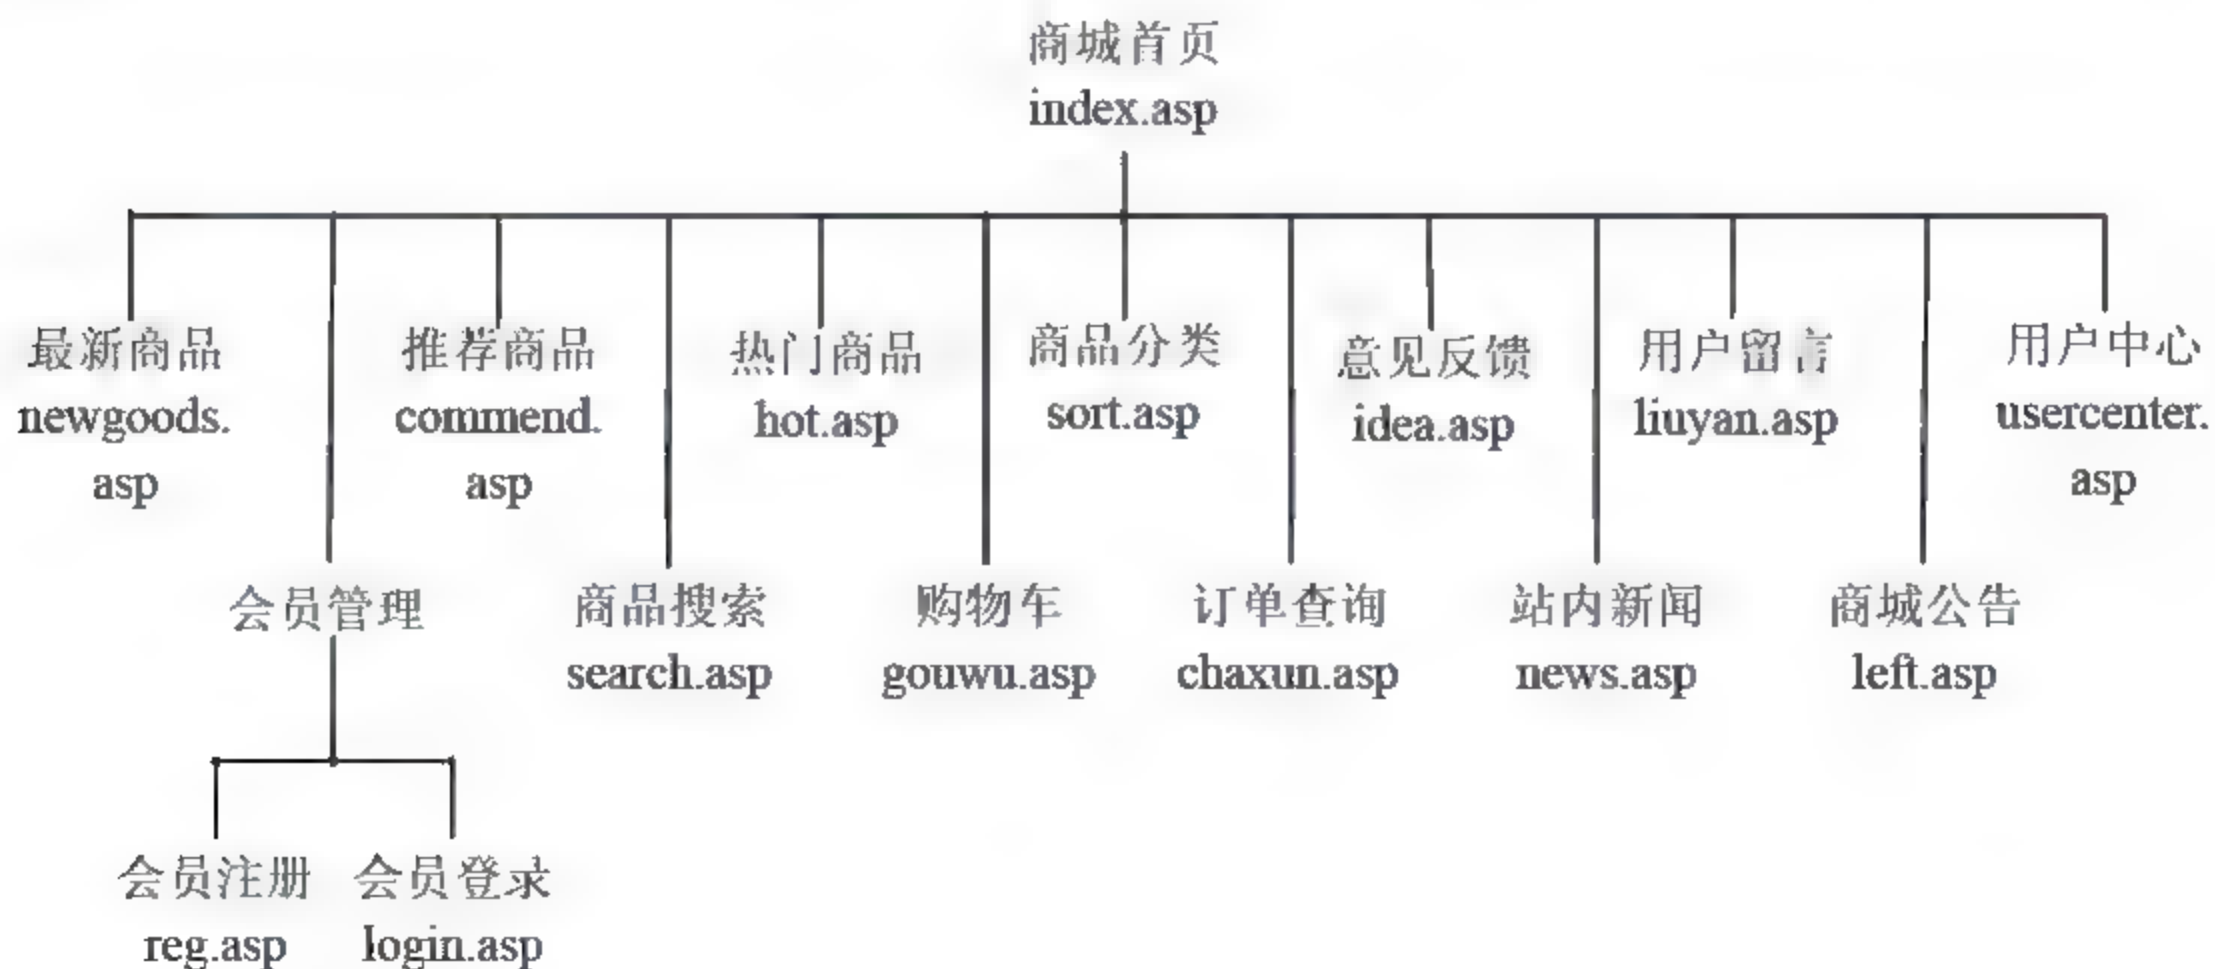 商城首页
index.asp
最新商品
newgoods.
asp
推荐商品
commend.
asp
热门商品
hot.asp
商品分类
sort.asp
意见反馈
idea.asp
用户留言
liuyan.asp
用户中心
usercenter.
asp
会员管理
商品搜索
search.asp
购物车
gouwu.asp
订单查询
chaxun.asp
站内新闻
news.asp
商城公告
left.asp
会员注册
reg.asp
会员登录
login.asp